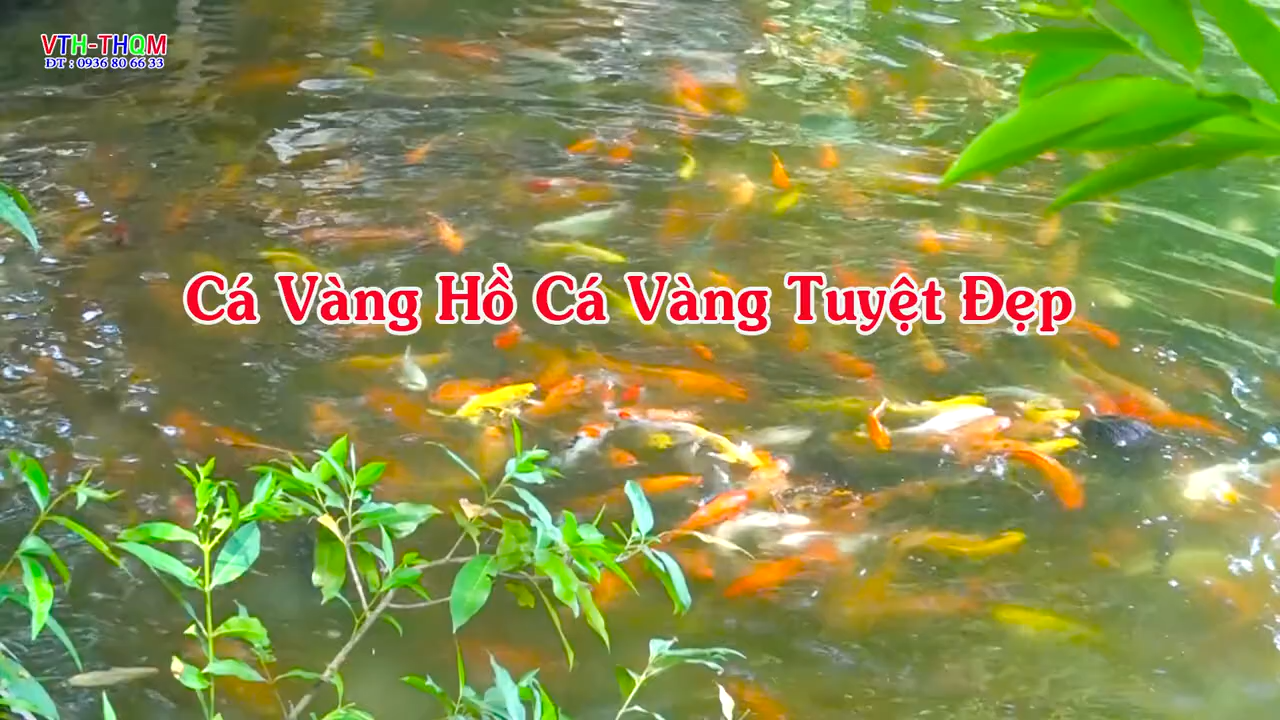 VTH-THQM
ĐT : 0936 80 66 33
Cá Vàng Hồ Cá Vàng Tuyệt Đẹp